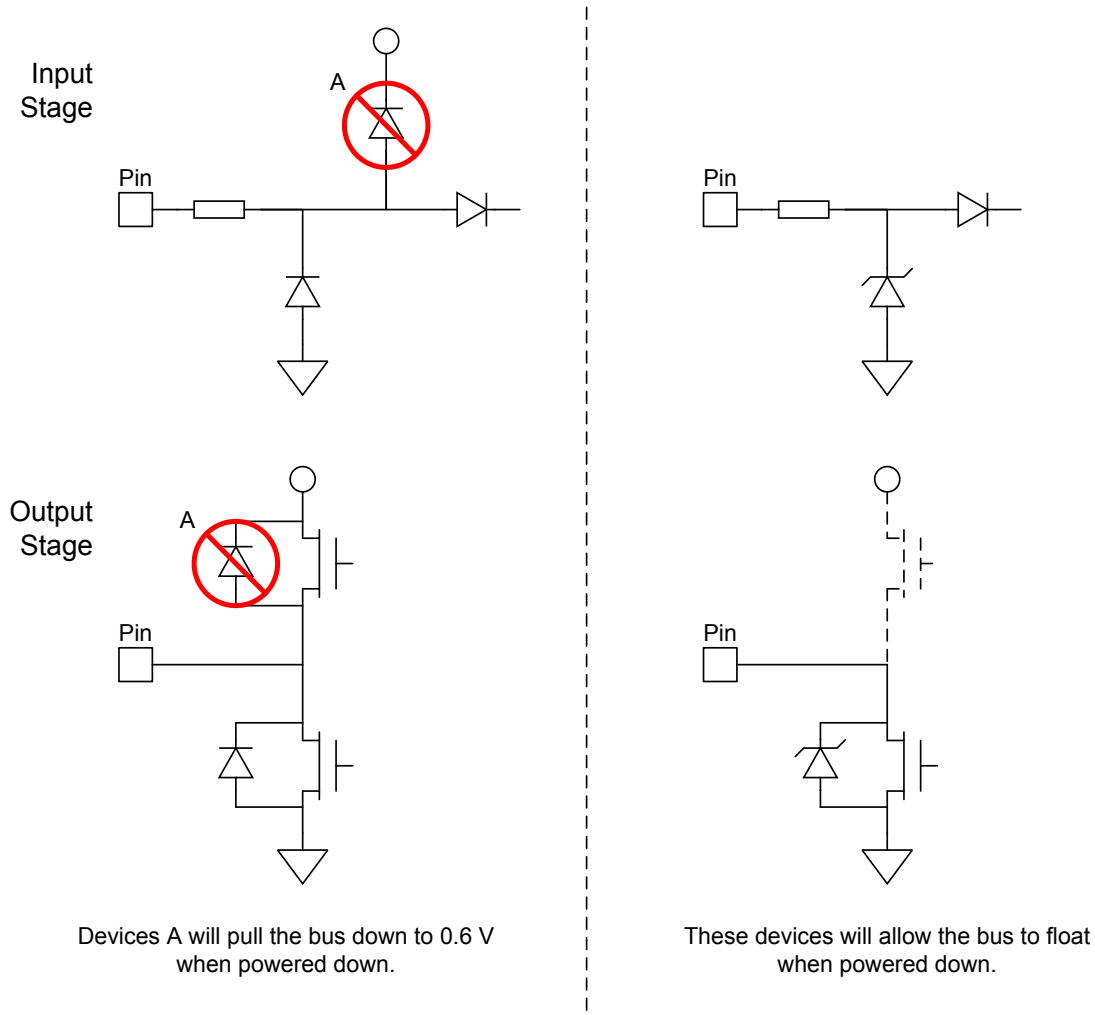 Input
Stage
A
Pin
Pin
Output
Stage
A
Pin
Pin
Devices A will pull the bus down to 0.6 V
when powered down.
These devices will allow the bus to float
when powered down.